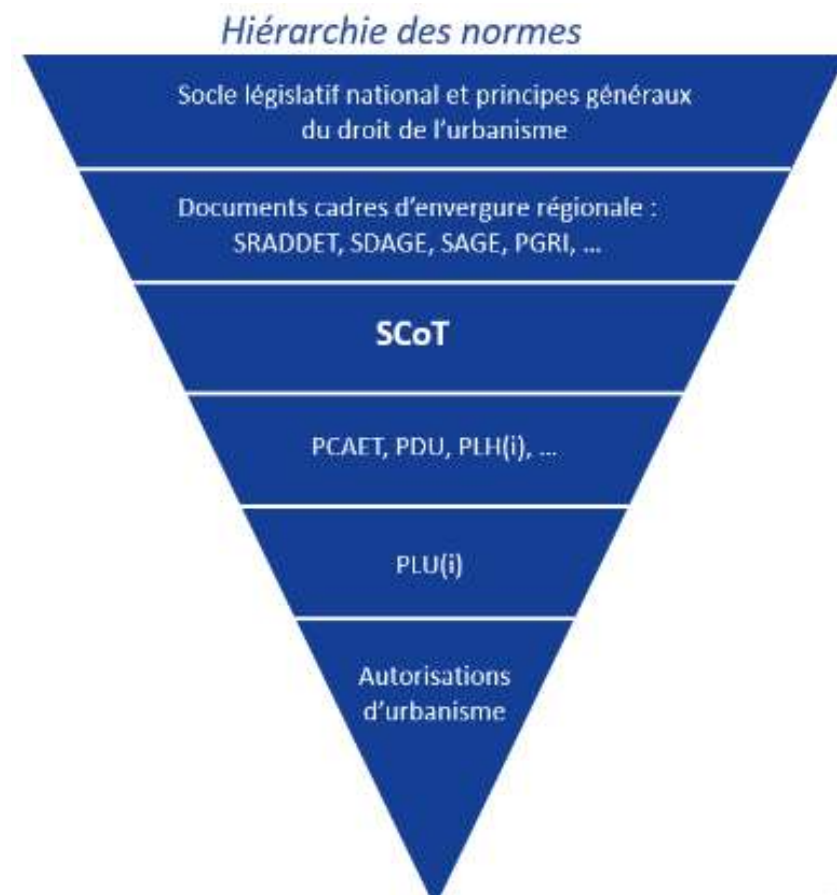 Hiérarchie des normes
Socle législatif national et principes généraux
du droit de l'urbanisme
Documents cadres d'envergure régionale :
SRADDET, SDAGE, SAGE, PGRI, ...
SCoT
PCAET, PDU, PLH(i), ...
PLU(i)
Autorisations
d'urbanisme